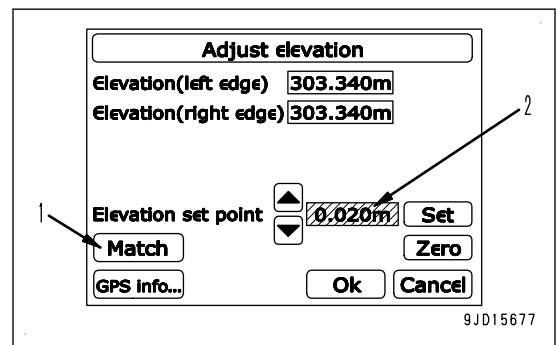 Adjust elevation
Elevation(left edge) 303.340m
Elevation(right edge) 303.340m
2
1
Elevation set point 0.020m Set
Match Zero
GPS info... Ok Cancel
9JD15677